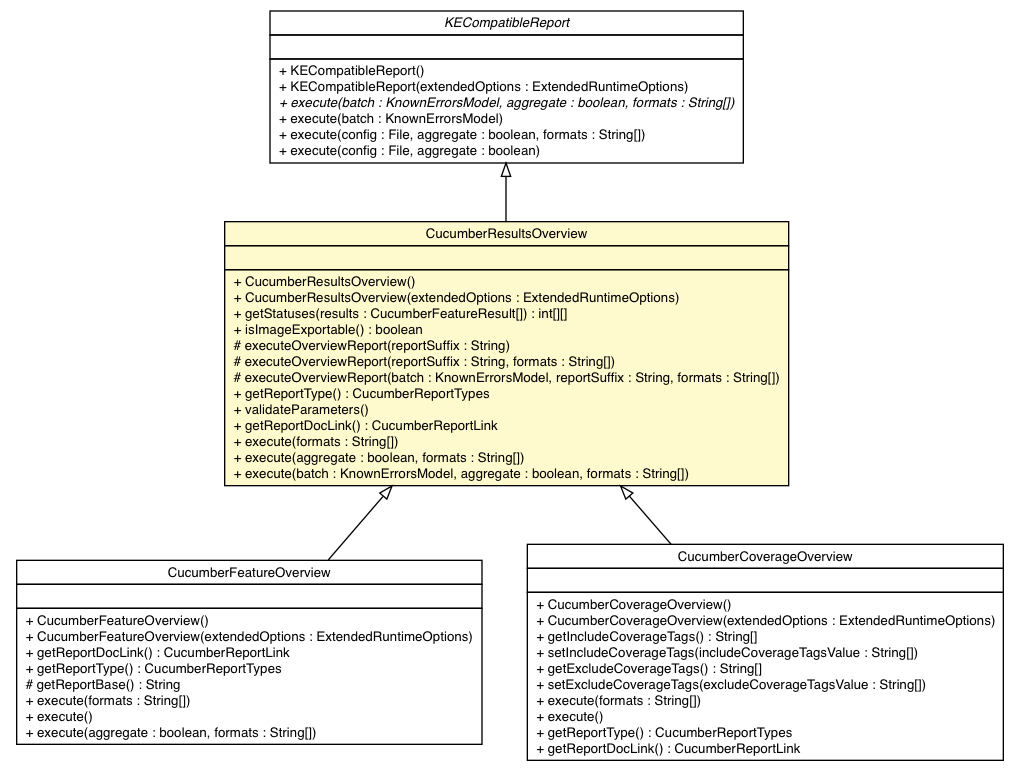 KECompatibleReport
+ KECompatibleReport()
+ KECompatibleReport(extendedOptions : ExtendedRuntimeOptions)
+ execute(batch : KnownErrorsModel, aggregate : boolean, formats : String[])
+ execute(batch : KnownErrorsModel)
+ execute(config : File, aggregate : boolean, formats : String[])
+ execute(config : File, aggregate : boolean)
CucumberResultsOverview
+ CucumberResultsOverview()
+ CucumberResultsOverview(extendedOptions : ExtendedRuntimeOptions)
+ getStatuses(results : CucumberFeatureResult[]) : int[][]
+ isImageExportable() : boolean
# executeOverviewReport(reportSuffix : String)
# executeOverviewReport(reportSuffix : String, formats : String[])
# executeOverviewReport(batch : KnownErrorsModel, reportSuffix : String, formats : String[])
+ getReportType() : CucumberReportTypes
+ validateParameters()
+ getReportDocLink() : CucumberReportLink
+ execute(formats : String[])
+ execute(aggregate : boolean, formats : String[])
+ execute(batch : KnownErrorsModel, aggregate : boolean, formats : String[])
CucumberFeatureOverview
+ CucumberFeatureOverview()
+ CucumberFeatureOverview(extendedOptions : ExtendedRuntimeOptions)
+ getReportDocLink() : CucumberReportLink
+ getReportType() : CucumberReportTypes
# getReportBase() : String
+ execute(formats : String[])
+ execute()
+ execute(aggregate : boolean, formats : String[])
CucumberCoverageOverview
+ CucumberCoverageOverview()
+ CucumberCoverageOverview(extendedOptions : ExtendedRuntimeOptions)
+ getIncludeCoverageTags() : String[]
+ setIncludeCoverageTags(includeCoverageTagsValue : String[])
+ getExcludeCoverageTags() : String[]
+ setExcludeCoverageTags(excludeCoverageTagsValue : String[])
+ execute(formats : String[])
+ execute()
+ getReportType() : CucumberReportTypes
+ getReportDocLink() : CucumberReportLink